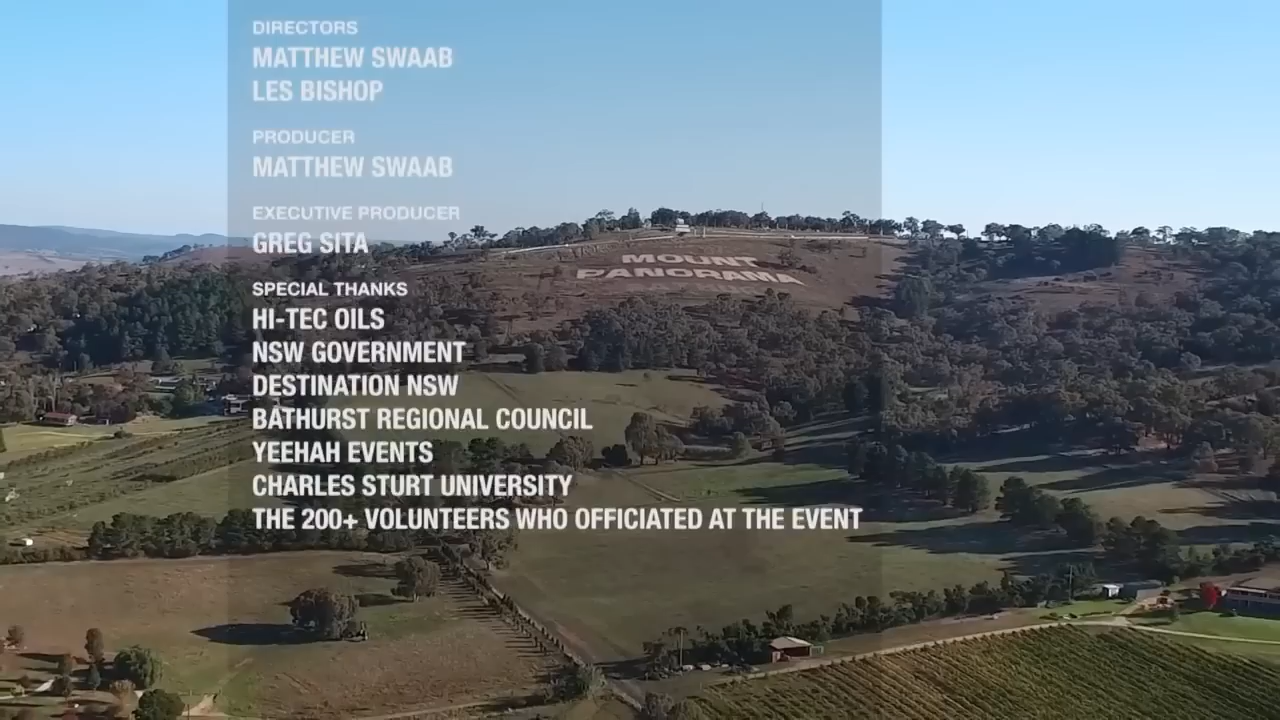 DIRECTORS
MATTHEW SWAAB
LES BISHOP
PRODUCER
MATTHEW SWAAB
EXECUTIVE PRODUCER
GREG SITA
SPECIAL THANKS
HI-TEC OILS
NSW GOVERNMENT
DESTINATION NSW
BATHURST REGIONAL COUNCIL
YEEHAH EVENTS
CHARLES STURT UNIVERSITY
THE 200+ VOLUNTEERS WHO OFFICIATED AT THE EVENT
MOUNT
PANORAMA